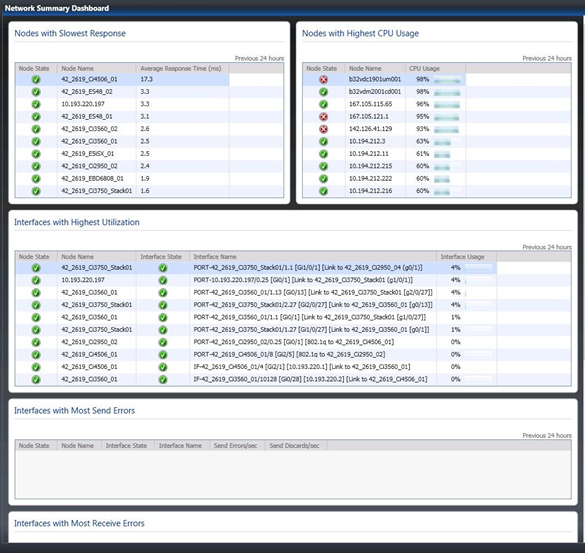 Network Summary Dashboard
Nodes with Slowest Response
Previous 24 hours
Node State Node Name Average Response Time (ms)
42_2619_Ci4506_01 17.3
42_2619_ES48_02 3.3
10.193.220.197 3.3
42_2619_ES48_01 3.1
42_2619_Ci3560_02 2.6
42_2619_Ci3560_01 2.5
42_2619_ESiSX_01 2.5
42_2619_Ci2950_02 2.4
42_2619_EBD6808_01 1.9
42_2619_Ci3750_Stack01 1.6
Nodes with Highest CPU Usage
Previous 24 hours
Node State Node Name CPU Usage
b32vdc1901um001 98%
b32vdm2001cd001 98%
167.105.115.65 96%
167.105.121.1 95%
142.126.41.129 93%
10.194.212.3 63%
10.194.212.11 61%
10.194.212.215 60%
10.194.212.222 60%
10.194.212.216 60%
Interfaces with Highest Utilization
Previous 24 hours
Node State Node Name Interface State Interface Name Interface Usage
42_2619_Ci3750_Stack01 PORT-42_2619_Ci3750_Stack01/1.1 [Gi1/0/1] [Link to 42_2619_Ci2950_04 (g0/1)] 4%
10.193.220.197 PORT-10.193.220.197/0.25 [Gi0/1] [Link to 42_2619_Ci3750_Stack01 (g1/0/1)] 4%
42_2619_Ci3560_01 PORT-42_2619_Ci3560_01/1.13 [Gi0/13] [Link to 42_2619_Ci3750_Stack01 [g2/0/27)] 4%
42_2619_Ci3750_Stack01 PORT-42_2619_Ci3750_Stack01/2.27 [Gi2/0/27] [Link to 42_2619_Ci3560_01 [g0/13)] 4%
42_2619_Ci3560_01 PORT-42_2619_Ci3560_01/1.1 [Gi0/1] [Link to 42_2619_Ci3750_Stack01 [g1/0/27)] 1%
42_2619_Ci3750_Stack01 PORT-42_2619_Ci3750_Stack01/1.27 [Gi1/0/27] [Link to 42_2619_Ci3560_01 [g0/1)] 1%
42_2619_Ci2950_02 PORT-42_2619_Ci2950_02/0.25 [Gi0/1] [802.1q to 42_2619_Ci4506_01] 0%
42_2619_Ci4506_01 PORT-42_2619_Ci4506_01/8 [Gi2/5] [802.1q to 42_2619_Ci2950_02] 0%
42_2619_Ci4506_01 IF-42_2619_Ci4506_01/4 [Gi2/1] [10.193.220.1] [Link to 42_2619_Ci3560_01] 0%
42_2619_Ci3560_01 IF-42_2619_Ci3560_01/10128 [Gi0/28] [10.193.220.2] [Link to 42_2619_Ci4506_01] 0%
Interfaces with Most Send Errors
Previous 24 hours
Node State Node Name Interface State Interface Name Send Errors/sec Send Discards/sec
Interfaces with Most Receive Errors